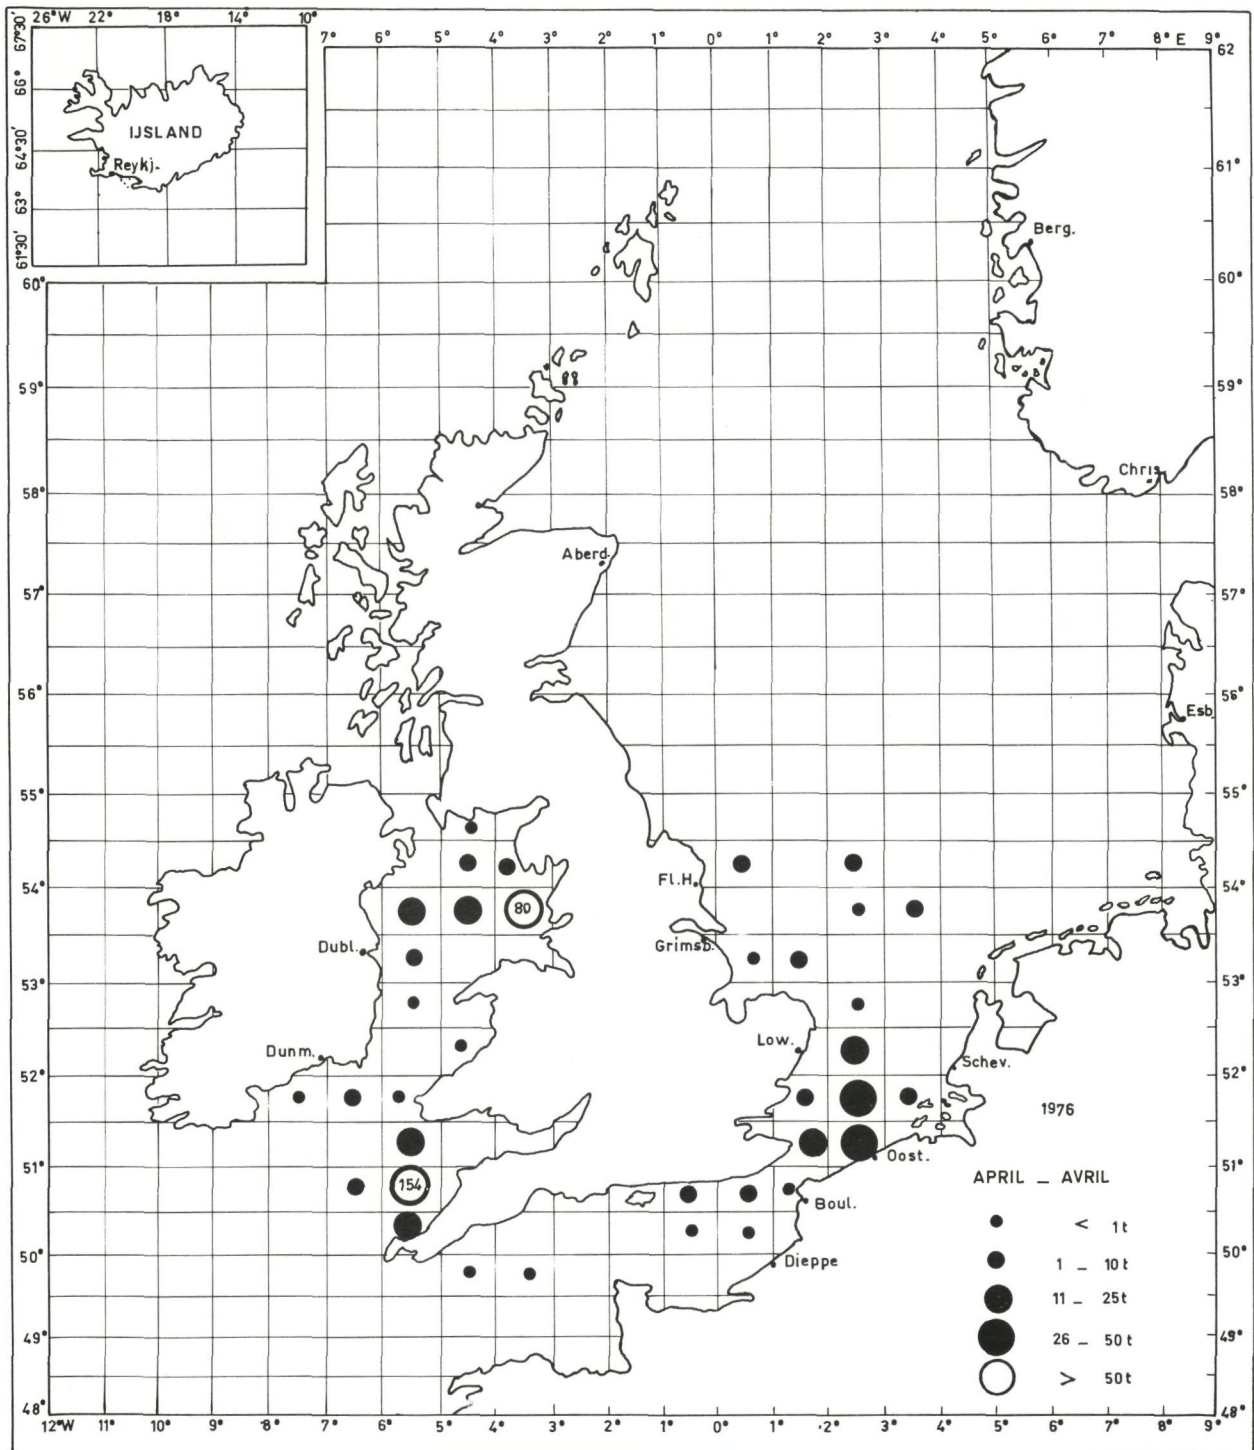 26°W 22° 18° 14° 10°
67°30' 66° 64°30' 63° 61°30'
IJSLAND
Reykj.
7° 6° 5° 4° 3° 2° 1° 0° 1° 2° 3° 4° 5° 6° 7° 8° E 9°
62
61°
60°
59°
58°
57°
56°
55°
54°
53°
52°
51°
50°
49°
48°
60°
59°
58°
57°
56°
55°
54°
53°
52°
51°
50°
49°
48°
Berg.
Chris
Aberd.
Esb
Fl.H.
80
Dubl.
Grimsb.
Low.
Dunm.
Schev.
1976
154
Oost.
Boul.
Dieppe
APRIL _ AVRIL
< 1t
1 _ 10t
11 _ 25t
26 _ 50t
> 50t
12°W 11° 10° 9° 8° 7° 6° 5° 4° 3° 2° 1° 0° 1° 2° 3° 4° 5° 6° 7° 8° 9°